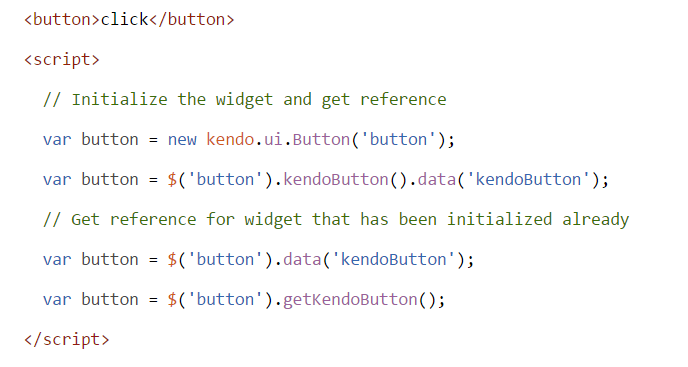 <button>click</button>
<script>
// Initialize the widget and get reference
var button = new kendo.ui.Button('button');
var button = $('button').kendoButton().data('kendoButton');
// Get reference for widget that has been initialized already
var button = $('button').data('kendoButton');
var button = $('button').getKendoButton();
</script>